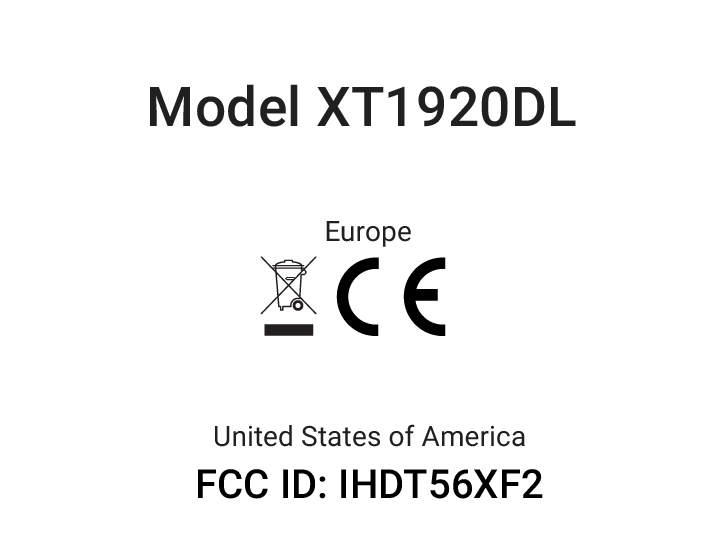 Model XT1920DL
Europe
CE
United States of America
FCC ID: IHDT56XF2